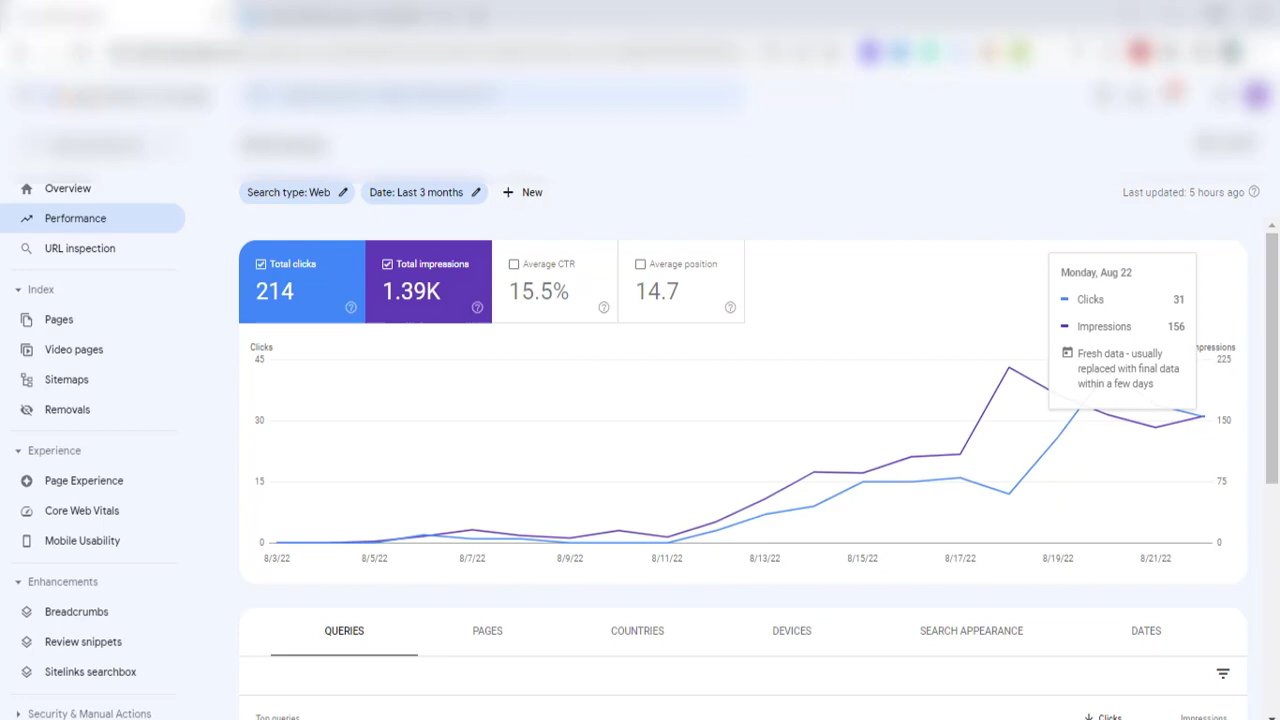 Overview
Performance
URL inspection
Index
Pages
Video pages
Sitemaps
Removals
Experience
Page Experience
Core Web Vitals
Mobile Usability
Enhancements
Breadcrumbs
Review snippets
Sitelinks searchbox
Security & Manual Actions
Search type: Web
Date: Last 3 months
+ New
Last updated: 5 hours ago
Total clicks
214
Total impressions
1.39K
Average CTR
15.5%
Average position
14.7
Monday, Aug 22
Clicks 31
Impressions 156
Fresh data - usually
replaced with final data
within a few days
Clicks
mpressions
45
225
30
150
15
75
0
0
8/3/22 8/5/22 8/7/22 8/9/22 8/11/22 8/13/22 8/15/22 8/17/22 8/19/22 8/21/22
QUERIES PAGES COUNTRIES DEVICES SEARCH APPEARANCE DATES
Top queries Clicks Impressions